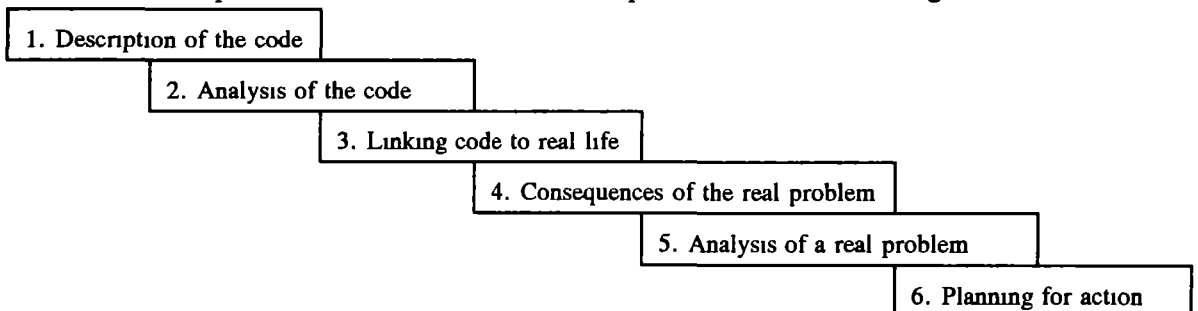 1. Description of the code
2. Analysis of the code
3. Linking code to real life
4. Consequences of the real problem
5. Analysis of a real problem
6. Planning for action